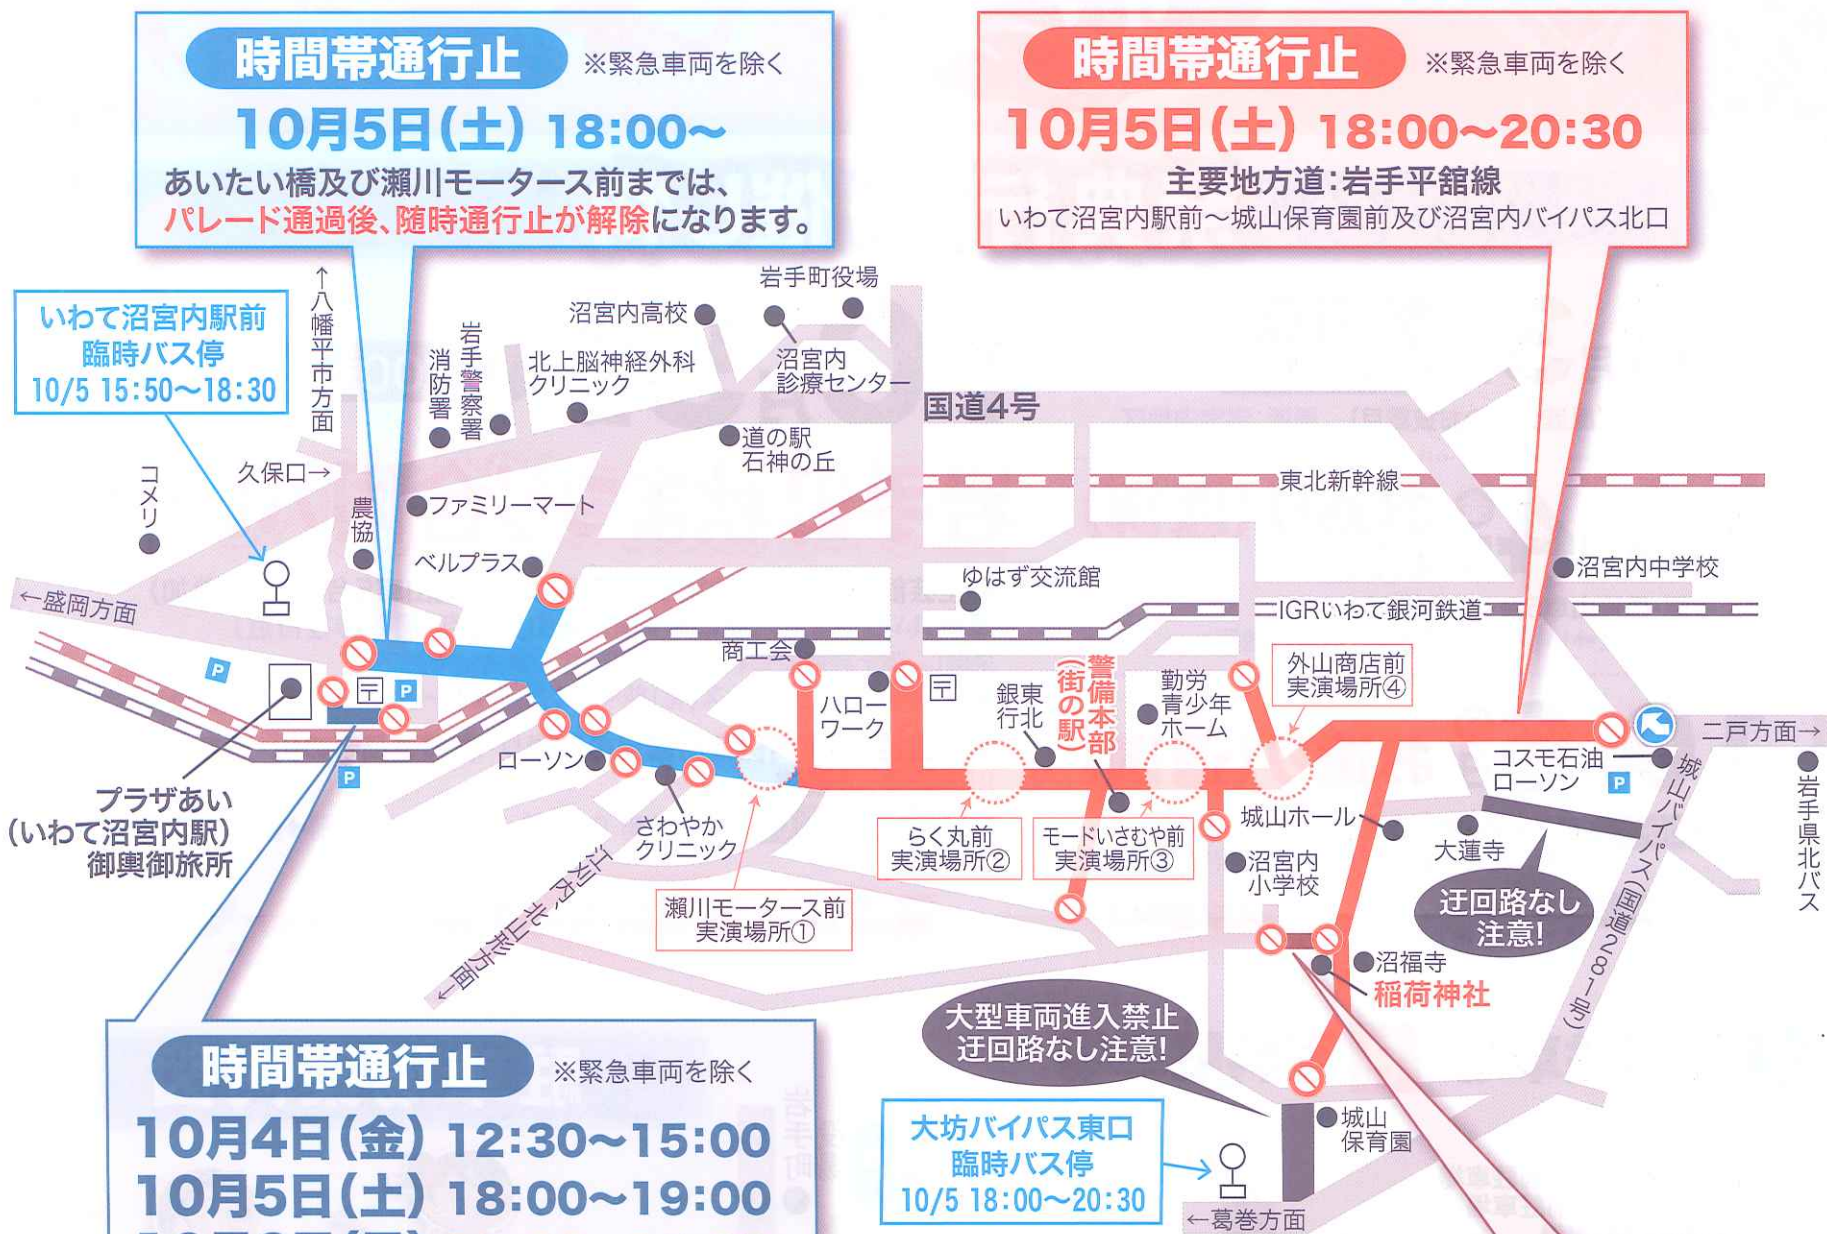 時間帯通行止 ※緊急車両を除く
10月5日(土) 18:00〜
あいたい橋及び瀬川モータース前までは、
パレード通過後、随時通行止が解除になります。
時間帯通行止 ※緊急車両を除く
10月5日(土) 18:00〜20:30
主要地方道:岩手平舘線
いわて沼宮内駅前〜城山保育園前及び沼宮内バイパス北口
いわて沼宮内駅前
臨時バス停
10/5 15:50〜18:30
↑八幡平市方面
消防署
岩手警察署
北上脳神経外科
クリニック
沼宮内高校
岩手町役場
沼宮内
診療センター
国道4号
道の駅
石神の丘
コメリ
久保口→
農協
ファミリーマート
東北新幹線
ベルプラス
ゆはず交流館
沼宮内中学校
←盛岡方面
IGRいわて銀河鉄道
P
〒
P
商工会
ハロー
ワーク
〒
銀東
行北
警備本部
(街の駅)
勤労
青少年
ホーム
外山商店前
実演場所④
二戸方面→
ローソン
P
さわやか
クリニック
コスモ石油
ローソン
P
城山バイパス(国道281号)
岩手県北バス
プラザあい
(いわて沼宮内駅)
御輿御旅所
らく丸前
実演場所②
モードいさむや前
実演場所③
城山ホール
大蓮寺
沼宮内
小学校
江刈内、北山形方面→
瀬川モータース前
実演場所①
迂回路なし
注意!
沼福寺
稲荷神社
大型車両進入禁止
迂回路なし注意!
時間帯通行止 ※緊急車両を除く
10月4日(金) 12:30〜15:00
10月5日(土) 18:00〜19:00
大坊バイパス東口
臨時バス停
10/5 18:00〜20:30
城山
保育園
←葛巻方面